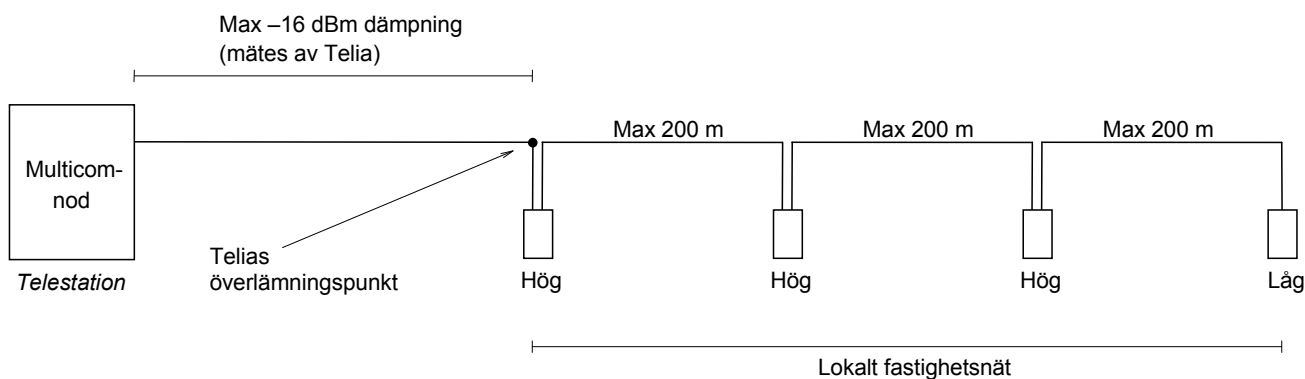 Max –16 dBm dämpning
(mätes av Telia)
Max 200 m
Max 200 m
Max 200 m
Multicom-
nod
Telestation
Telias
överlämningspunkt
Hög
Hög
Hög
Låg
Lokalt fastighetsnät